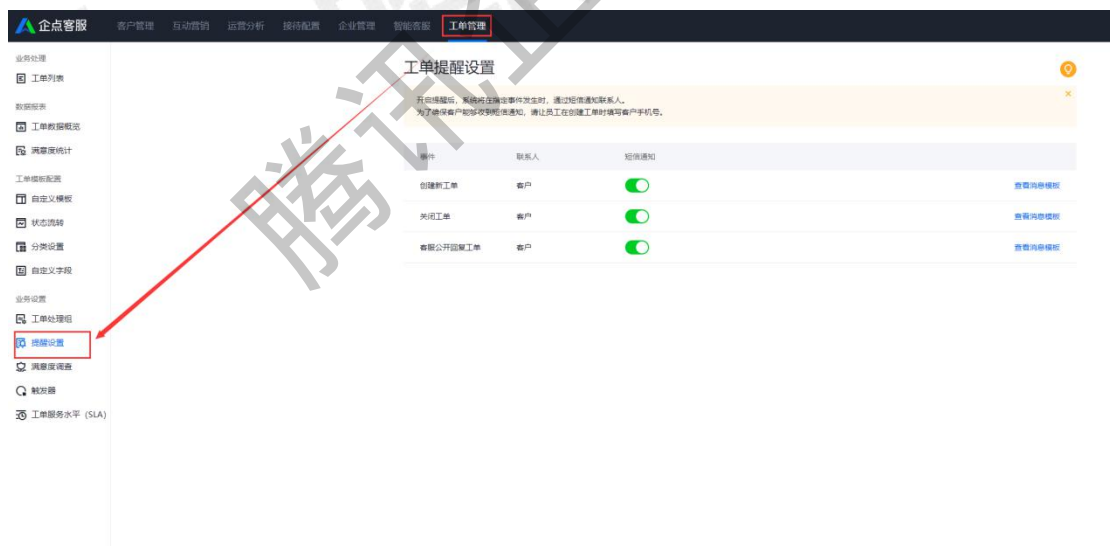 企点客服 客户管理 互动营销 运营分析 接待配置 企业管理 智能客服 工单管理
业务处理
工单列表
数据报表
工单数据概览
满意度统计
工单模板配置
自定义模板
状态流转
分类设置
自定义字段
业务设置
工单处理组
提醒设置
满意度调查
触发器
工单服务水平（SLA）
工单提醒设置
开启提醒后，系统将在指定事件发生时，通过短信通知联系人。
为了确保客户能够收到短信通知，请让员工在创建工单时填写客户手机号。
事件 联系人 短信通知
创建新工单 客户 查看消息模板
关闭工单 客户 查看消息模板
客服公开回复工单 客户 查看消息模板